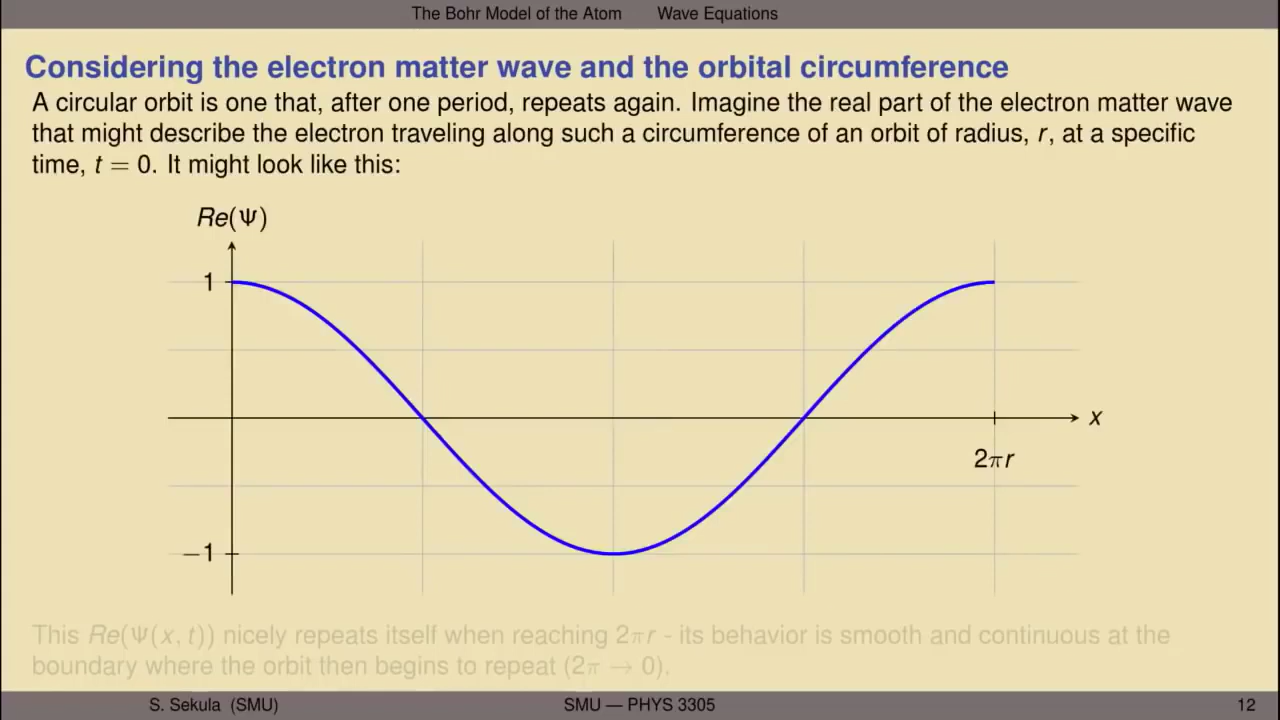 The Bohr Model of the Atom Wave Equations
Considering the electron matter wave and the orbital circumference
A circular orbit is one that, after one period, repeats again. Imagine the real part of the electron matter wave
that might describe the electron traveling along such a circumference of an orbit of radius, r, at a specific
time, t = 0. It might look like this:
Re(Ψ)
1
x
2πr
−1
This Re(Ψ(x, t)) nicely repeats itself when reaching 2πr - its behavior is smooth and continuous at the
boundary where the orbit then begins to repeat (2π → 0).
S. Sekula (SMU) SMU — PHYS 3305 12